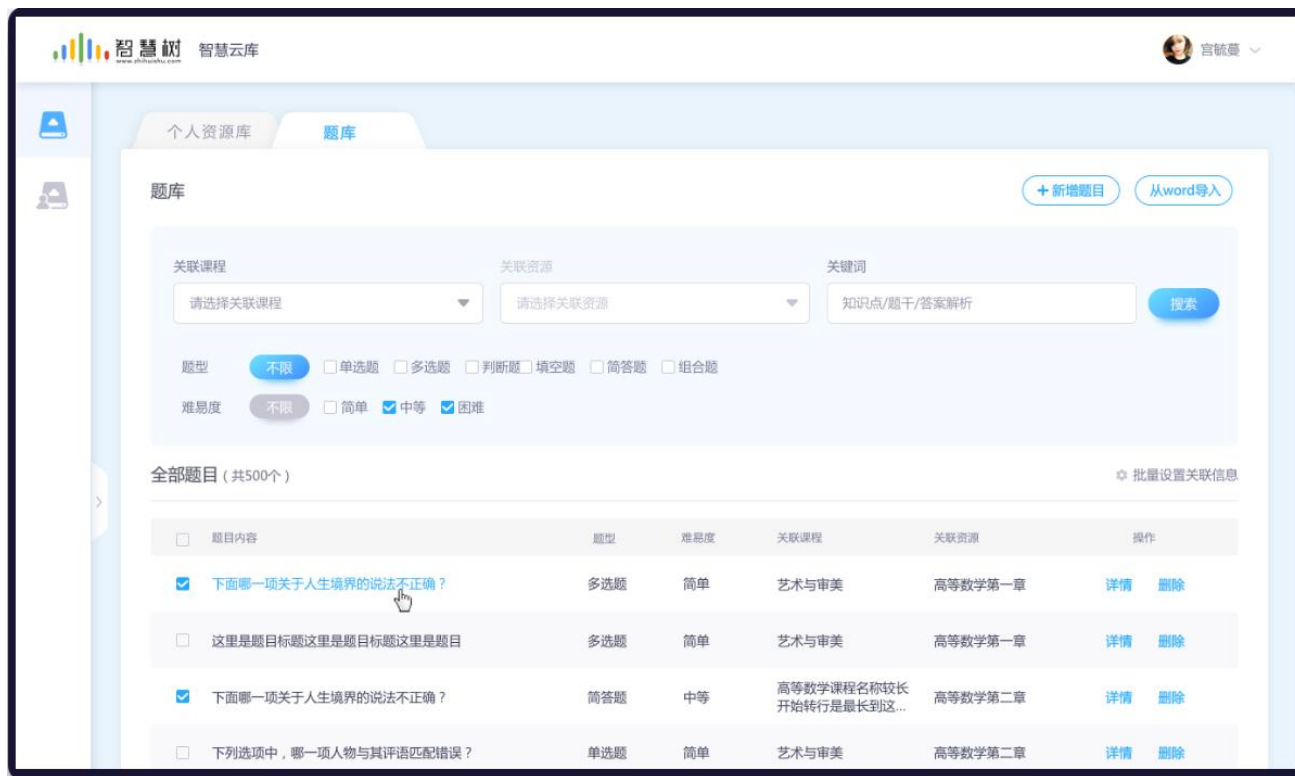 智慧树 智慧云库 宫毓蔓
www.zhihuishu.com
个人资源库 题库
题库 +新增题目 从word导入
关联课程 关联资源 关键词
请选择关联课程 请选择关联资源 知识点/题干/答案解析 搜索
题型 不限 单选题 多选题 判断题 填空题 简答题 组合题
难易度 不限 简单 中等 困难
全部题目(共500个) 批量设置关联信息
题目内容 题型 难易度 关联课程 关联资源 操作
下面哪一项关于人生境界的说法不正确? 多选题 简单 艺术与审美 高等数学第一章 详情 删除
这里是题目标题这里是题目标题这里是题目 多选题 简单 艺术与审美 高等数学第一章 详情 删除
下面哪一项关于人生境界的说法不正确? 简答题 中等 高等数学课程名称较长 高等数学第二章 详情 删除
开始转行是最长到这...
下列选项中,哪一项人物与其评语匹配错误? 单选题 简单 艺术与审美 高等数学第二章 详情 删除